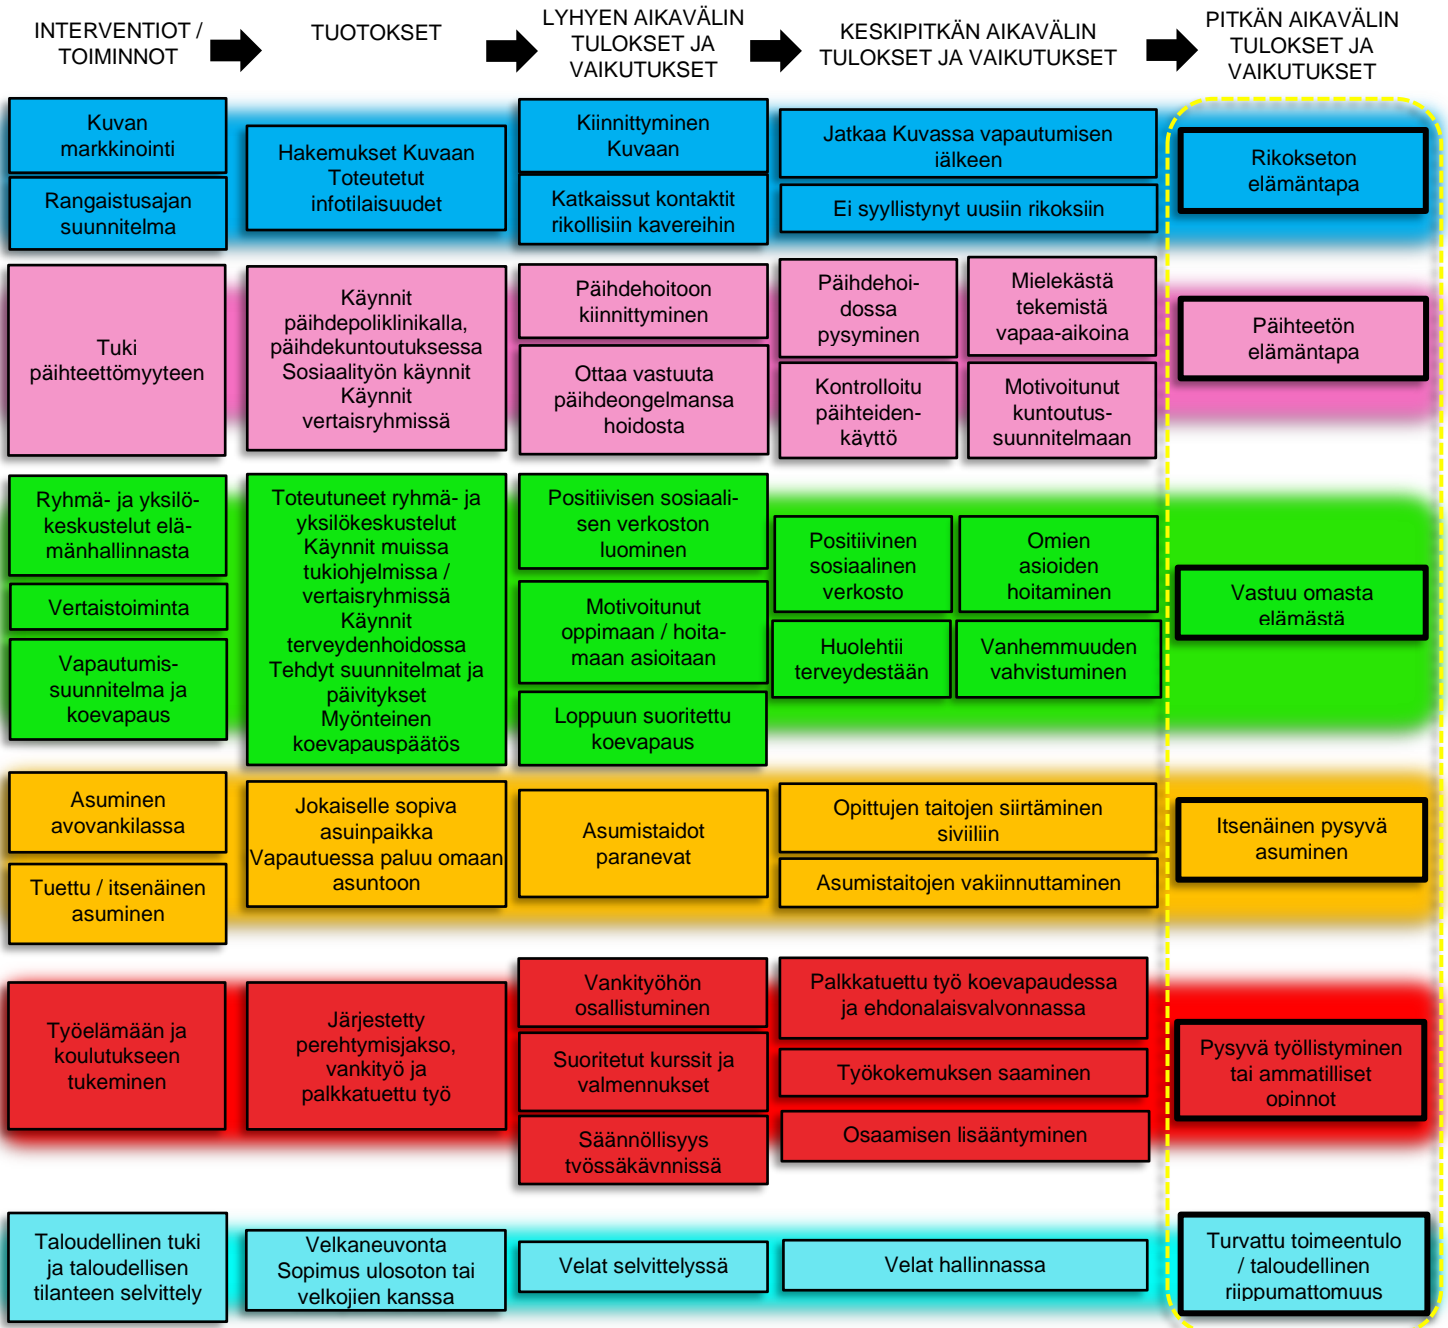 INTERVENTIOT /
TOIMINNOT
TUOTOKSET
LYHYEN AIKAVÄLIN
TULOKSET JA
VAIKUTUKSET
KESKIPITKÄN AIKAVÄLIN
TULOKSET JA VAIKUTUKSET
PITKÄN AIKAVÄLIN
TULOKSET JA
VAIKUTUKSET
Kuvan
markkinointi
Rangaistusajan
suunnitelma
Hakemukset Kuvaan
Toteutetut
infotilaisuudet
Kiinnittyminen
Kuvaan
Katkaissut kontaktit
rikollisiin kavereihin
Jatkaa Kuvassa vapautumisen
iälkeen
Ei syyllistynyt uusiin rikoksiin
Rikokseton
elämäntapa
Tuki
päihteettömyyteen
Käynnit
päihdepoliklinikalla,
päihdekuntoutuksessa
Sosiaalityön käynnit
Käynnit
vertaisryhmissä
Päihdehoitoon
kiinnittyminen
Ottaa vastuuta
päihdeongelmansa
hoidosta
Päihdehoi-
dossa
pysyminen
Mielekästä
tekemistä
vapaa-aikoina
Kontrolloitu
päihteiden-
käyttö
Motivoitunut
kuntoutus-
suunnitelmaan
Päihteetön
elämäntapa
Ryhmä- ja yksilö-
keskustelut elä-
mänhallinnasta
Vertaistoiminta
Vapautumis-
suunnitelma ja
koevapaus
Toteutuneet ryhmä- ja
yksilökeskustelut
Käynnit muissa
tukiohjelmissa /
vertaisryhmissä
Käynnit
terveydenhoidossa
Tehdyt suunnitelmat ja
päivitykset
Myönteinen
koevapauspäätös
Positiivisen sosiaali-
sen verkoston
luominen
Motivoitunut
oppimaan / hoita-
maan asioitaan
Loppuun suoritettu
koevapaus
Positiivinen
sosiaalinen
verkosto
Omien
asioiden
hoitaminen
Huolehtii
terveydestään
Vanhemmuuden
vahvistuminen
Vastuu omasta
elämästä
Asuminen
avovankilassa
Tuettu / itsenäinen
asuminen
Jokaiselle sopiva
asuinpaikka
Vapautuessa paluu omaan
asuntoon
Asumistaidot
paranevat
Opittujen taitojen siirtäminen
siviiliin
Asumistaitojen vakiinnuttaminen
Itsenäinen pysyvä
asuminen
Työelämään ja
koulutukseen
tukeminen
Järjestetty
perehtymisjakso,
vankityö ja
palkkatuettu työ
Vankityöhön
osallistuminen
Suoritetut kurssit ja
valmennukset
Säännöllisyys
työssäkäynnissä
Palkkatuettu työ koevapaudessa
ja ehdonalaisvalvonnassa
Työkokemuksen saaminen
Osaamisen lisääntyminen
Pysyvä työllistyminen
tai ammatilliset
opinnot
Taloudellinen tuki
ja taloudellisen
tilanteen selvittely
Velkaneuvonta
Sopimus ulosoton tai
velkojien kanssa
Velat selvittelyssä
Velat hallinnassa
Turvattu toimeentulo
/ taloudellinen
riippumattomuus